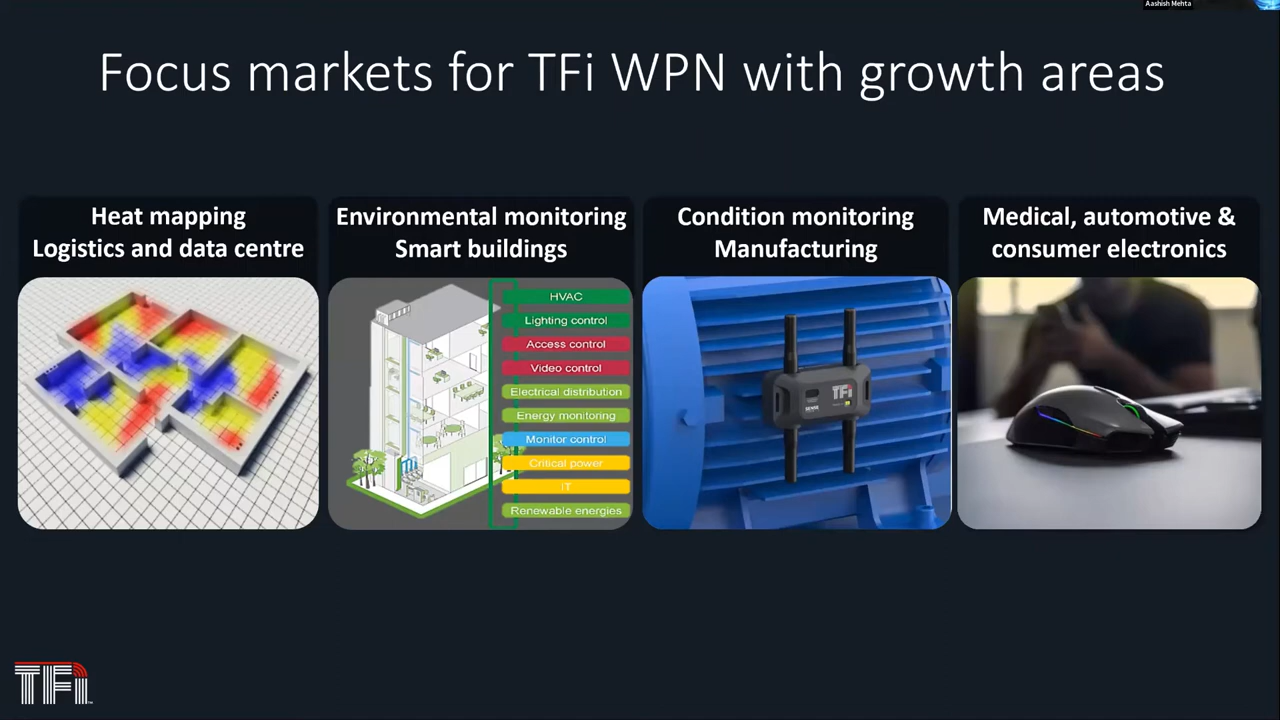 Aashish Mehta
Focus markets for TFi WPN with growth areas
Heat mapping
Logistics and data centre
Environmental monitoring
Smart buildings
HVAC
Lighting control
Access control
Video control
Electrical distribution
Energy monitoring
Monitor control
Critical power
IT
Renewable energies
Condition monitoring
Manufacturing
TFi
SENSE
Medical, automotive &
consumer electronics
TFi